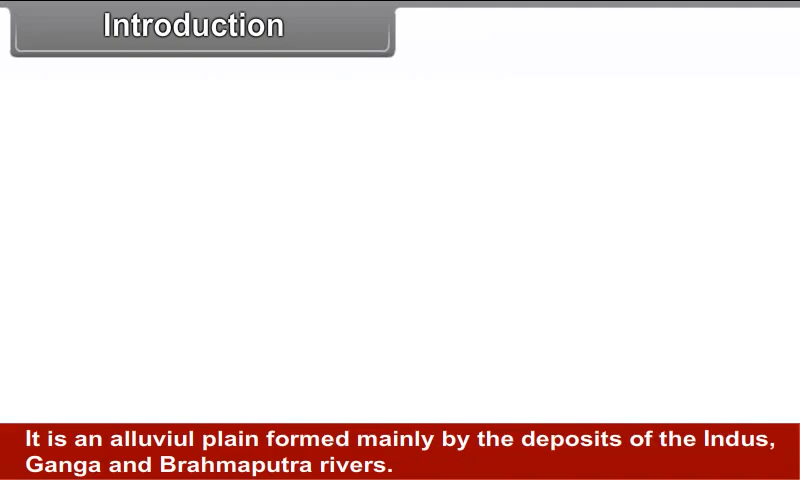 Introduction
It is an alluviul plain formed mainly by the deposits of the Indus,
Ganga and Brahmaputra rivers.